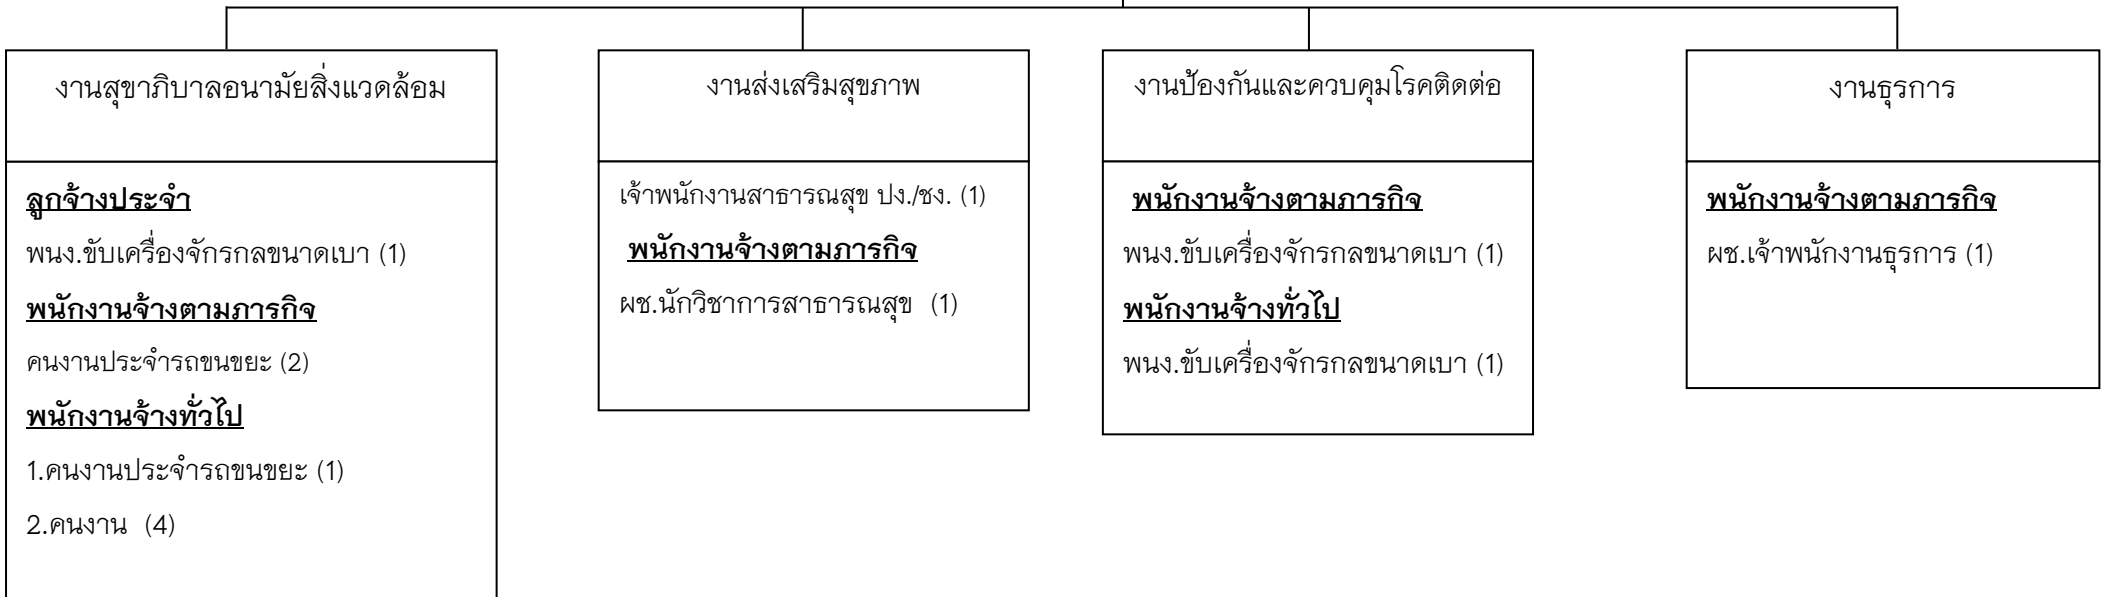 งานสุขาภิบาลอนามัยสิ่งแวดล้อม
ลูกจ้างประจำ
พนง.ขับเครื่องจักรกลขนาดเบา (1)
พนักงานจ้างตามภารกิจ
คนงานประจำรถขนขยะ (2)
พนักงานจ้างทั่วไป
1.คนงานประจำรถขนขยะ (1)
2.คนงาน (4)
งานส่งเสริมสุขภาพ
เจ้าพนักงานสาธารณสุข ปง./ชง. (1)
พนักงานจ้างตามภารกิจ
ผช.นักวิชาการสาธารณสุข (1)
งานป้องกันและควบคุมโรคติดต่อ
พนักงานจ้างตามภารกิจ
พนง.ขับเครื่องจักรกลขนาดเบา (1)
พนักงานจ้างทั่วไป
พนง.ขับเครื่องจักรกลขนาดเบา (1)
งานธุรการ
พนักงานจ้างตามภารกิจ
ผช.เจ้าพนักงานธุรการ (1)